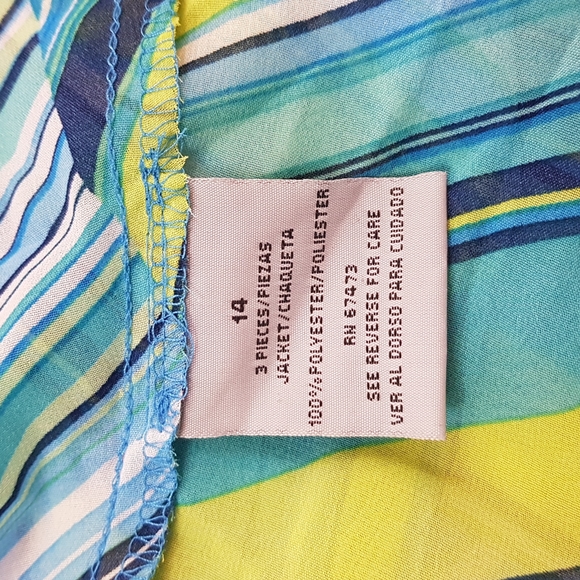 14
3 PIECES/PIEZAS
JACKET/CHAQUETA
100% POLYESTER/POLIESTER
RN 67473
SEE REVERSE FOR CARE
VER AL DORSO PARA CUIDADO